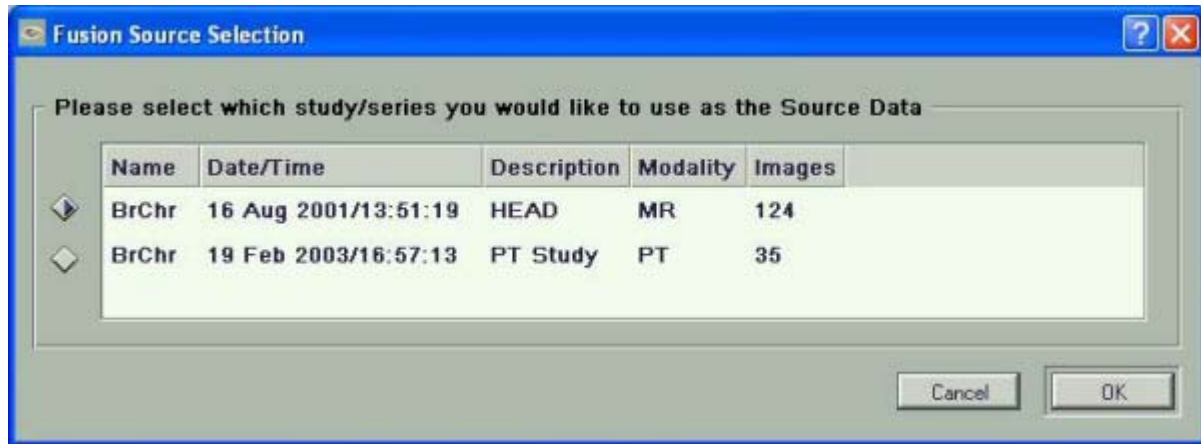 Fusion Source Selection
Please select which study/series you would like to use as the Source Data
Name Date/Time Description Modality Images
BrChr 16 Aug 2001/13:51:19 HEAD MR 124
BrChr 19 Feb 2003/16:57:13 PT Study PT 35
Cancel OK